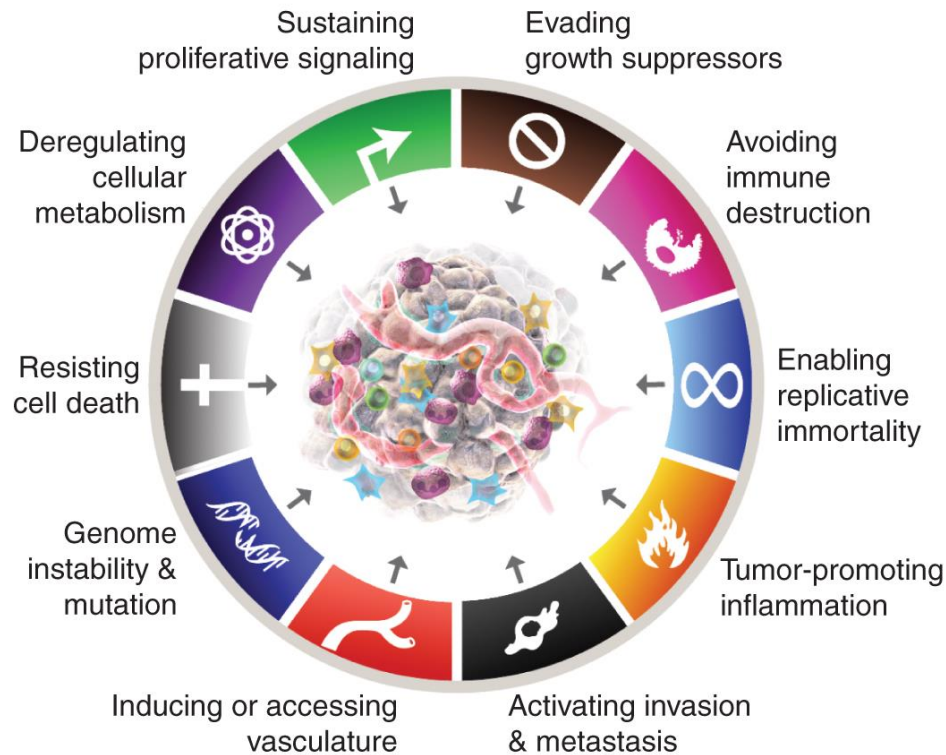 Sustaining
proliferative signaling
Evading
growth suppressors
Deregulating
cellular
metabolism
Avoiding
immune
destruction
Resisting
cell death
Enabling
replicative
immortality
Genome
instability &
mutation
Tumor-promoting
inflammation
Inducing or accessing
vasculature
Activating invasion
& metastasis